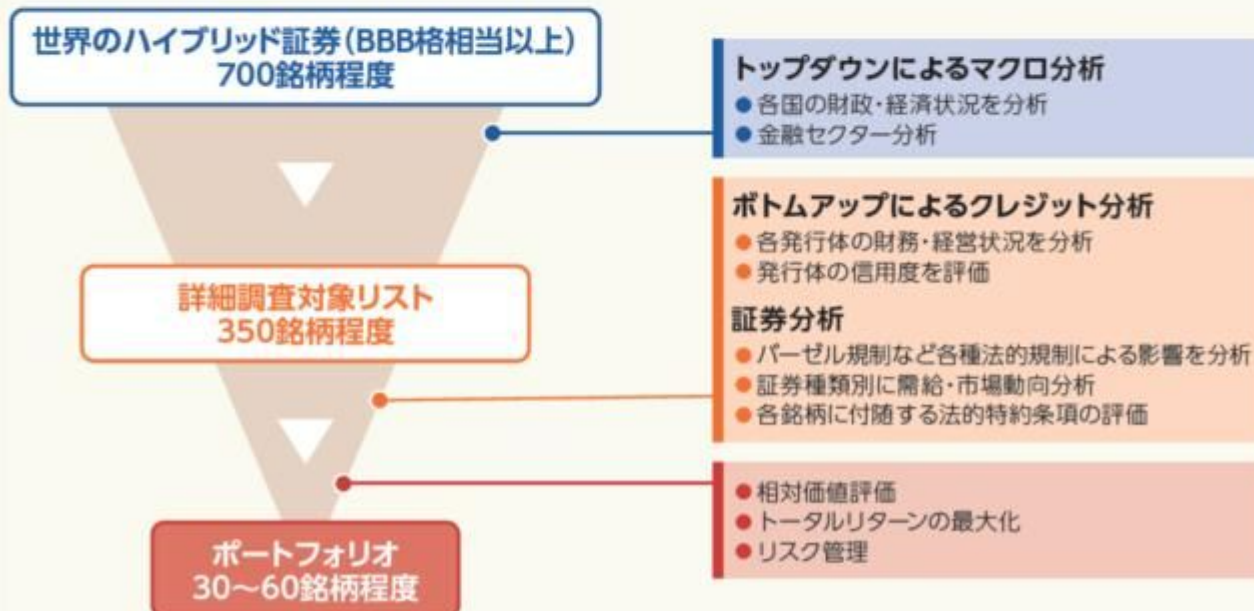 世界のハイブリッド証券(BBB格相当以上)
700銘柄程度
トップダウンによるマクロ分析
●各国の財政・経済状況を分析
●金融セクター分析
ボトムアップによるクレジット分析
●各発行体の財務・経営状況を分析
●発行体の信用度を評価
詳細調査対象リスト
350銘柄程度
証券分析
●バーゼル規制など各種法的規制による影響を分析
●証券種類別に需給・市場動向分析
●各銘柄に付随する法的特約条項の評価
●相対価値評価
●トータルリターンの最大化
●リスク管理
ポートフォリオ
30〜60銘柄程度